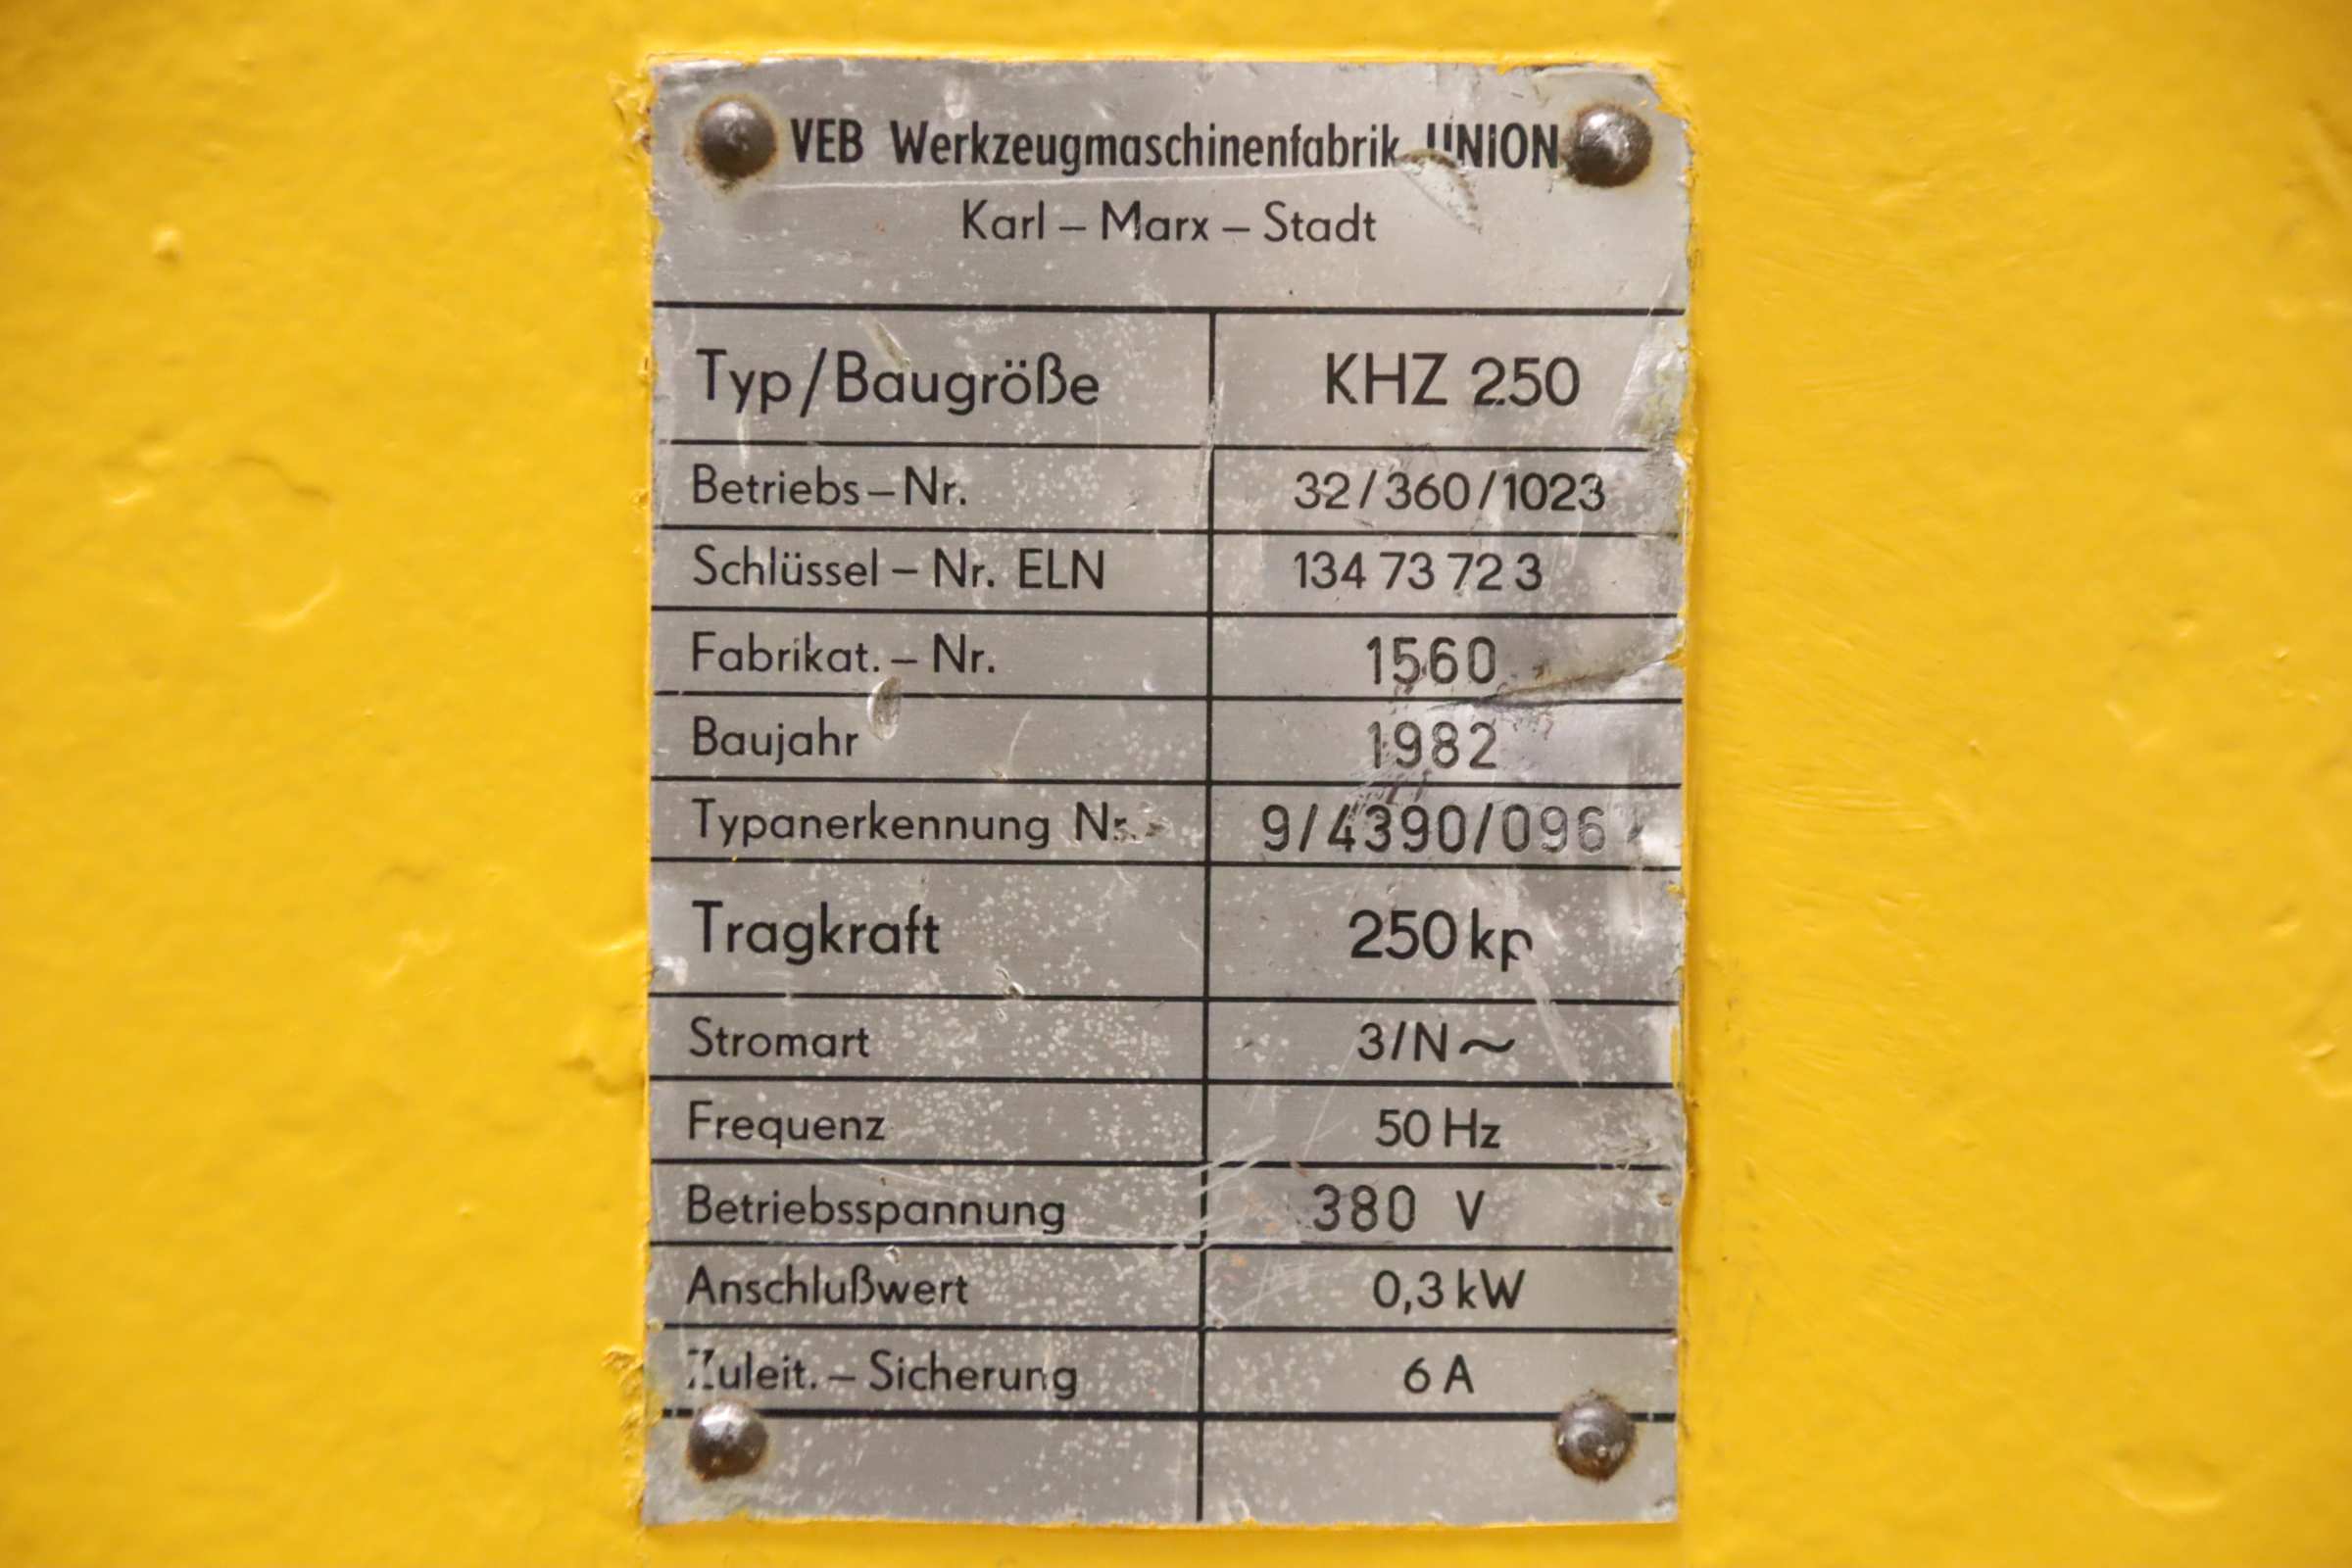 VEB Werkzeugmaschinenfabrik UNION
Karl – Marx – Stadt
Typ/Baugröße KHZ 250
Betriebs – Nr. 32/360/1023
Schlüssel – Nr. ELN 134 73 72 3
Fabrikat. – Nr. 1560
Baujahr 1982
Typanerkennung Nr. 9/4390/096
Tragkraft 250 kp
Stromart 3/N ~
Frequenz 50 Hz
Betriebsspannung 380 V
Anschlußwert 0,3 kW
Zuleit. – Sicherung 6 A